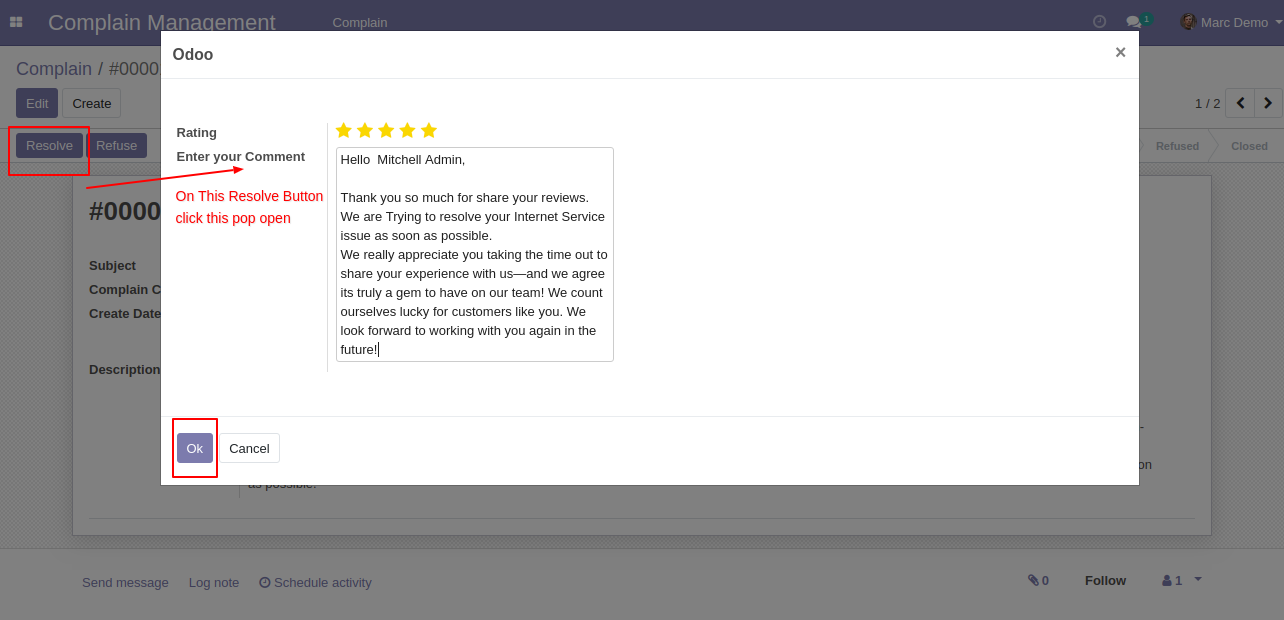 Complain Management
Complain
1
Marc Demo
Odoo
×
Complain / #0000
Edit
Create
1 / 2
Resolve
Refuse
Refused
Closed
Rating
Enter your Comment
Hello  Mitchell Admin,
Thank you so much for share your reviews.
We are Trying to resolve your Internet Service
issue as soon as possible.
We really appreciate you taking the time out to
share your experience with us—and we agree
its truly a gem to have on our team! We count
ourselves lucky for customers like you. We
look forward to working with you again in the
future!
On This Resolve Button
click this pop open
#0000
Subject
Complain C
Create Date
Description
Ok
Cancel
on
as possible.
Send message
Log note
Schedule activity
0
Follow
1